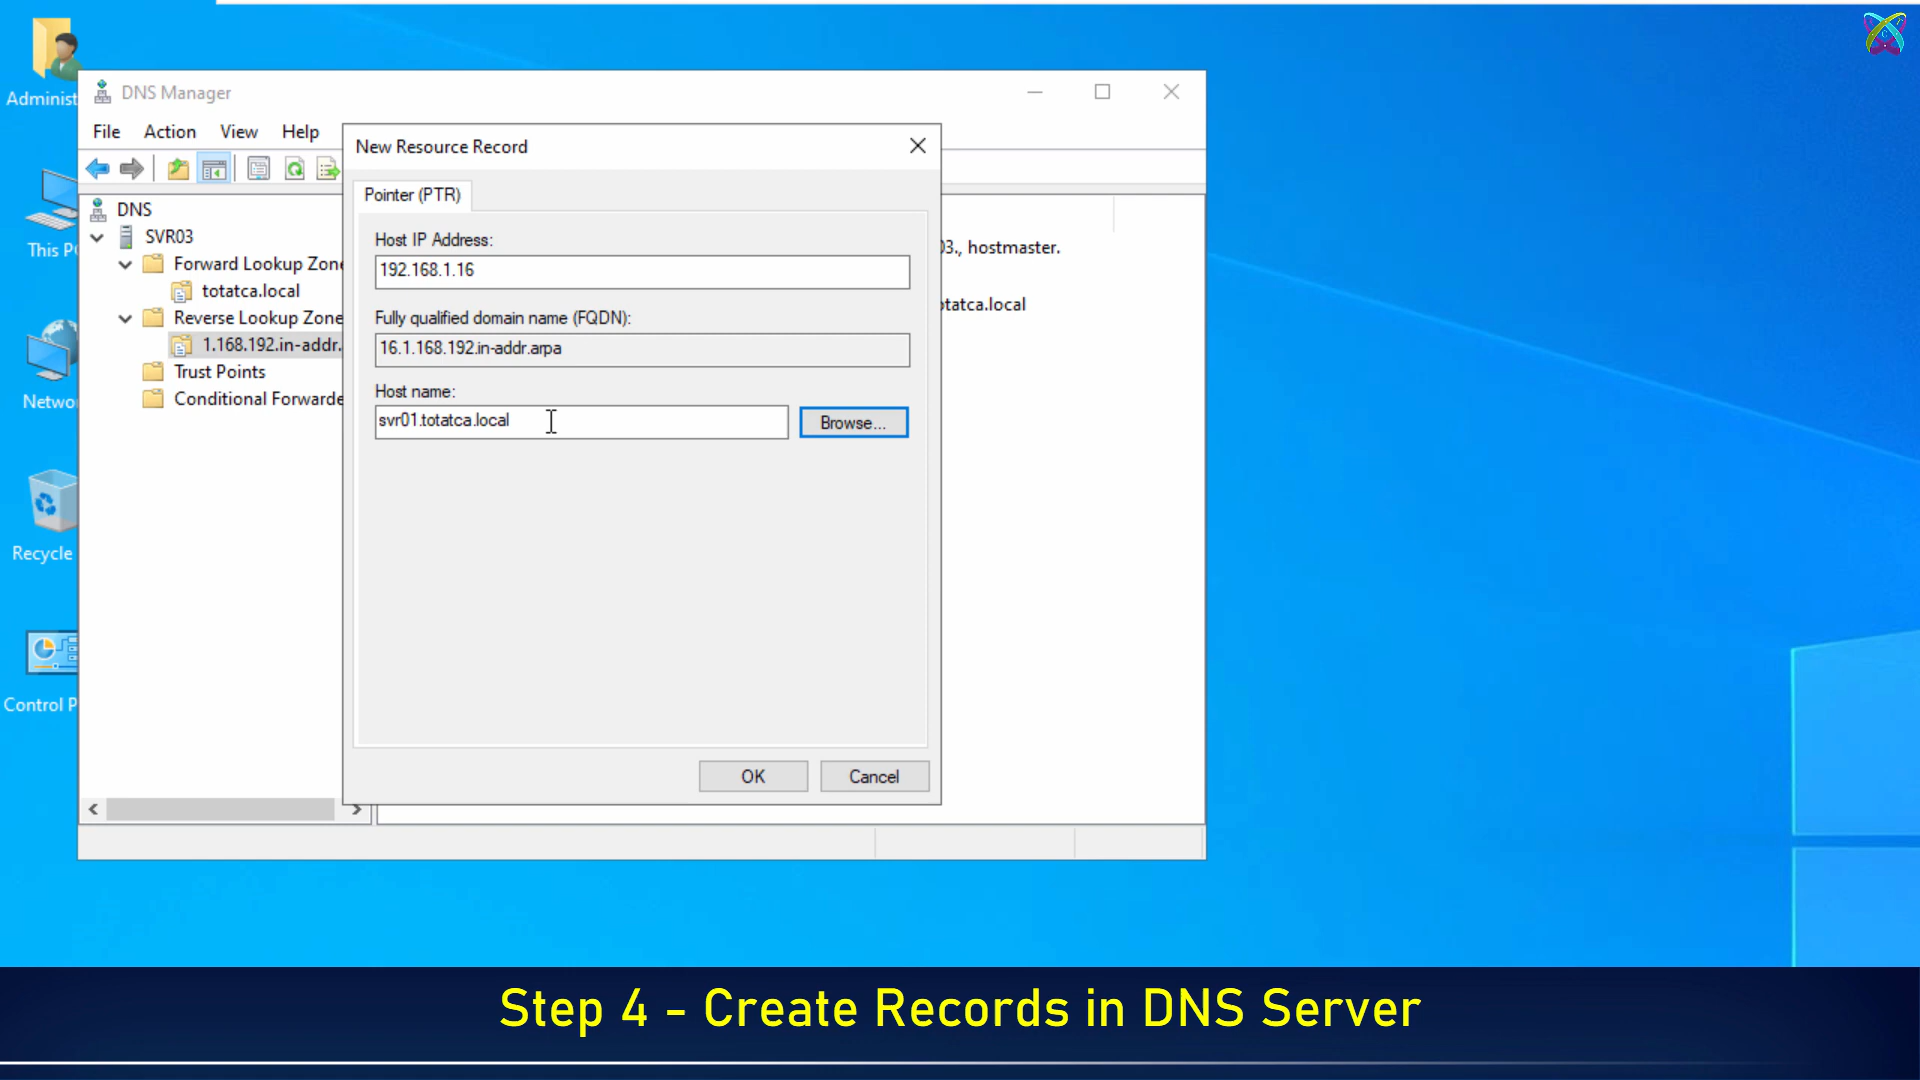 Administ
This P
Netwo
Recycle
Control P
DNS Manager
File Action View Help
DNS
SVR03
Forward Lookup Zone
totatca.local
Reverse Lookup Zone
1.168.192.in-addr.
Trust Points
Conditional Forwarde
New Resource Record
Pointer (PTR)
Host IP Address:
192.168.1.16
Fully qualified domain name (FQDN):
16.1.168.192.in-addr.arpa
Host name:
svr01.totatca.local
Browse...
OK Cancel
03., hostmaster.
otatca.local
Step 4 - Create Records in DNS Server